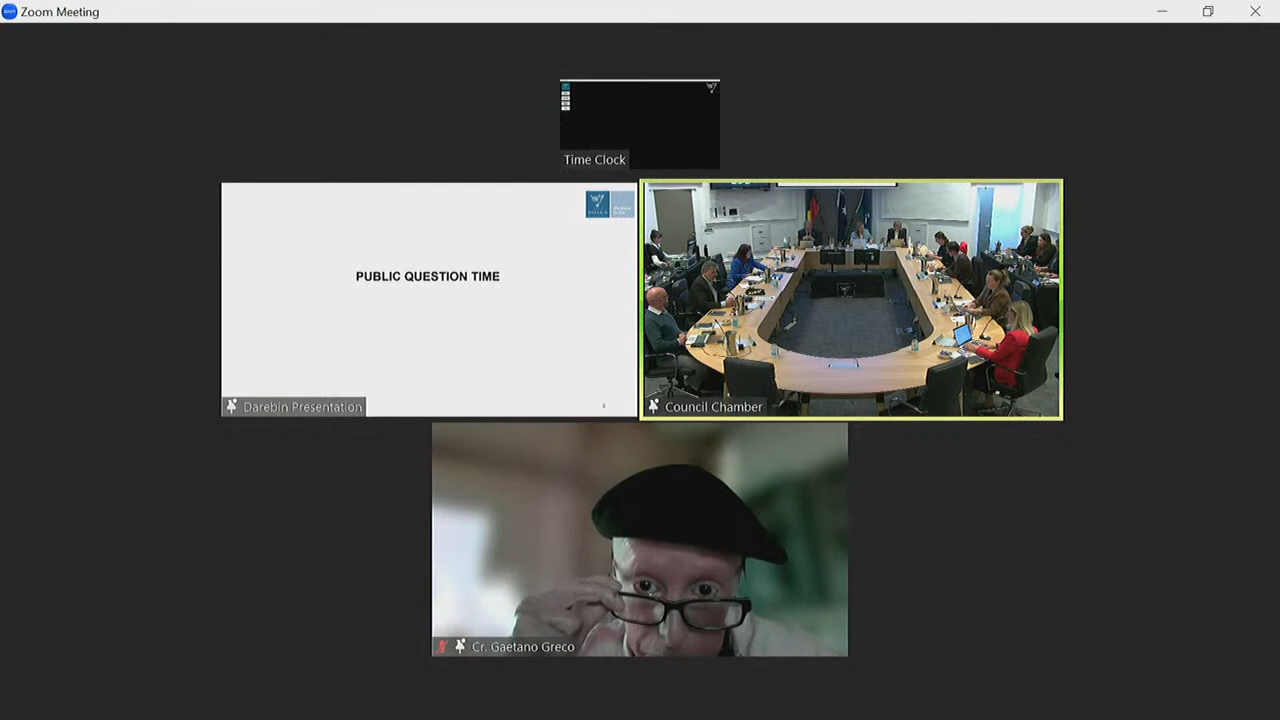 Zoom Meeting
Time Clock
PUBLIC QUESTION TIME
Darebin Presentation
Council Chamber
Cr. Gaetano Greco